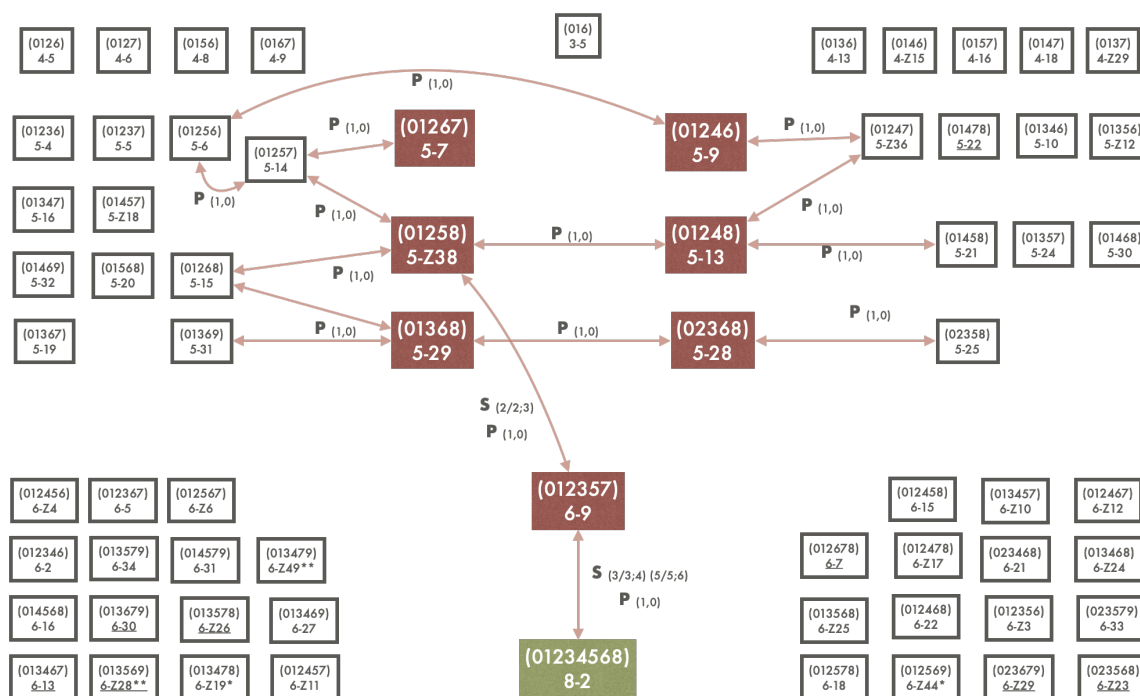 (0126)
4-5
(0127)
4-6
(0156)
4-8
(0167)
4-9
(016)
3-5
(0136)
4-13
(0146)
4-Z15
(0157)
4-16
(0147)
4-18
(0137)
4-Z29
P (1,0)
(01236)
5-4
(01237)
5-5
(01256)
5-6
(01257)
5-14
P (1,0)
(01267)
5-7
(01246)
5-9
P (1,0)
(01247)
5-Z36
(01478)
5-22
(01346)
5-10
(01356)
5-Z12
P (1,0)
(01347)
5-16
(01457)
5-Z18
P (1,0)
(01258)
5-Z38
P (1,0)
(01248)
5-13
P (1,0)
P (1,0)
(01458)
5-21
(01357)
5-24
(01468)
5-30
(01469)
5-32
(01568)
5-20
(01268)
5-15
P (1,0)
(01367)
5-19
(01369)
5-31
P (1,0)
(01368)
5-29
P (1,0)
(02368)
5-28
P (1,0)
(02358)
5-25
S (2/2;3)
P (1,0)
(012357)
6-9
S (3/3;4) (5/5;6)
P (1,0)
(01234568)
8-2
(012456)
6-Z4
(012367)
6-5
(012567)
6-Z6
(012346)
6-2
(013579)
6-34
(014579)
6-31
(013479)
6-Z49**
(014568)
6-16
(013679)
6-30
(013578)
6-Z26
(013469)
6-27
(013467)
6-13
(013569)
6-Z28**
(013478)
6-Z19*
(012457)
6-Z11
(012458)
6-15
(013457)
6-Z10
(012467)
6-Z12
(012678)
6-7
(012478)
6-Z17
(023468)
6-21
(013468)
6-Z24
(013568)
6-Z25
(012468)
6-22
(012356)
6-Z3
(023579)
6-33
(012578)
6-18
(012569)
6-Z44*
(023679)
6-Z29
(023568)
6-Z23